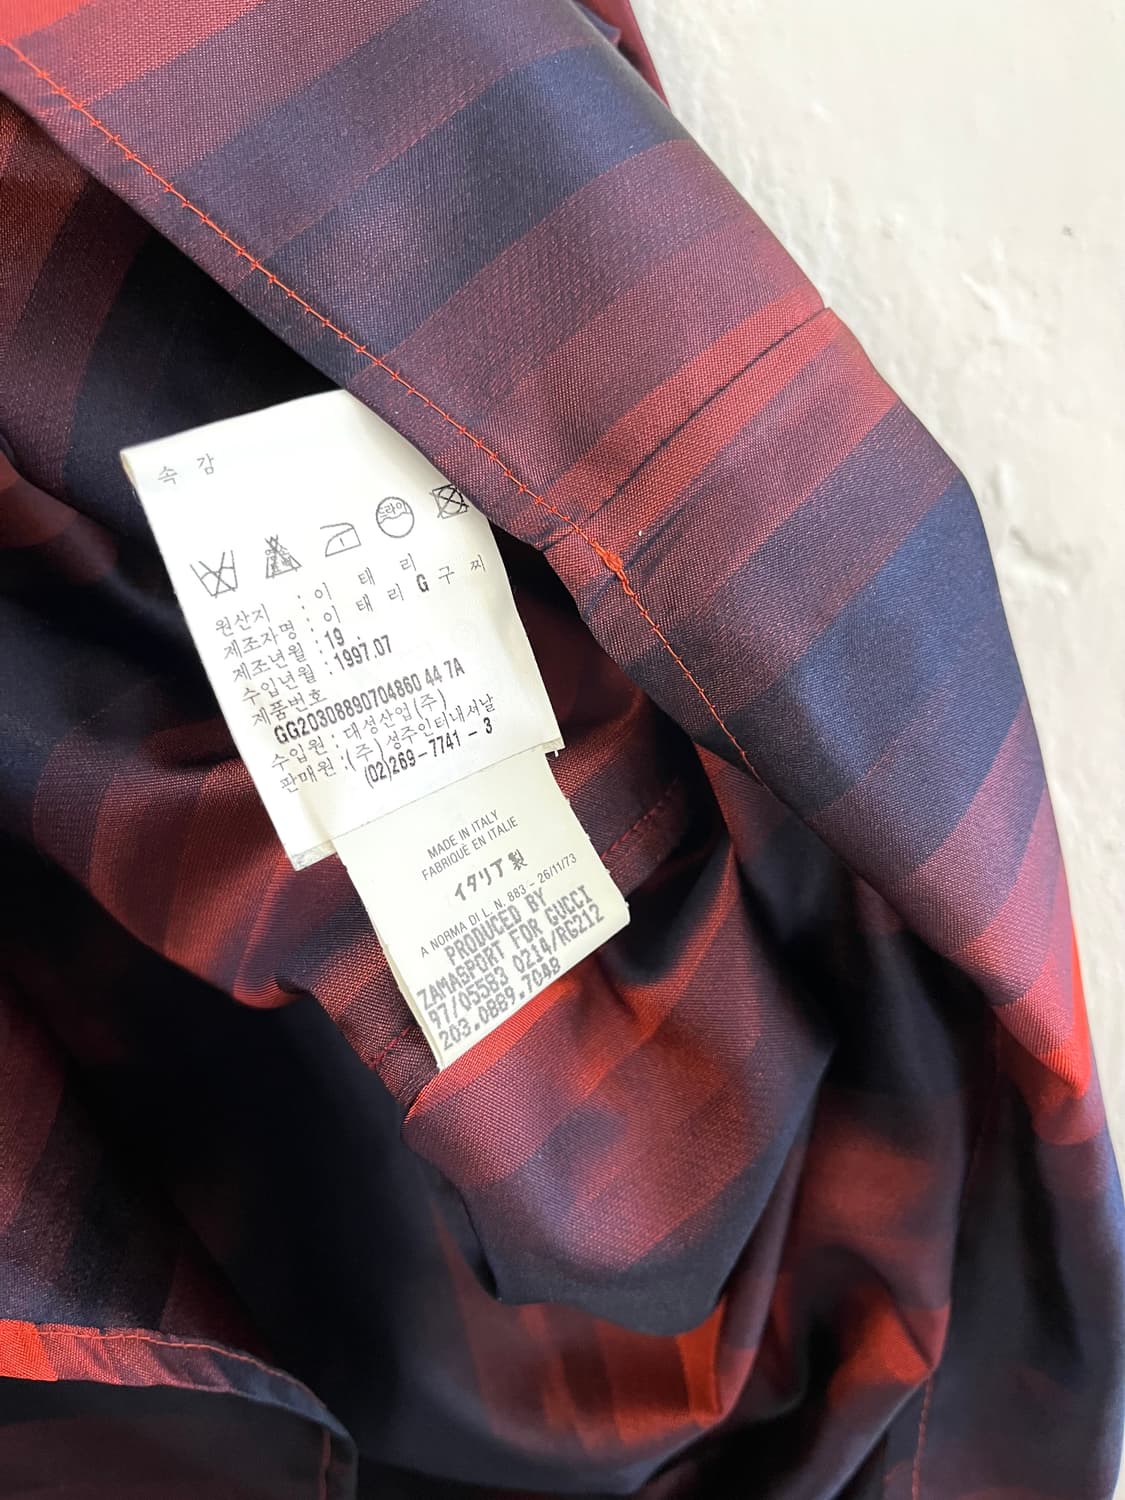 속 감
드라이
원산지 : 이 태 리
제조자명 : 이 태 리 G 구 찌
제조년월 : 19 .
수입년월 : 1997.07
제품번호
GG20308890704860 44 7A
수입원 : 대성산업(주)
판매원 : (주)성주인터내셔날
(02)269-7741-3
MADE IN ITALY
FABRIQUÉ EN ITALIE
イタリア製
A NORMA DI L. N. 883 - 26/11/73
PRODUCED BY
ZAMASPORT FOR GUCCI
97/05583 0214/RG212
203.0889.7048